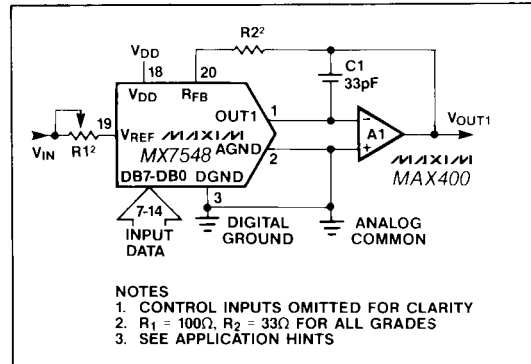 R2²
VDD
18
20
C1
33pF
VDD
RFB
OUT1
1
19
VREF
MAXIM
MX7548
AGND
2
−
A1
+
VOUT1
MAXIM
MAX400
VIN
R1²
DB7-DB0
DGND
7-14
3
INPUT
DATA
DIGITAL
GROUND
ANALOG
COMMON
NOTES
1. CONTROL INPUTS OMITTED FOR CLARITY
2. R1 = 100Ω, R2 = 33Ω FOR ALL GRADES
3. SEE APPLICATION HINTS